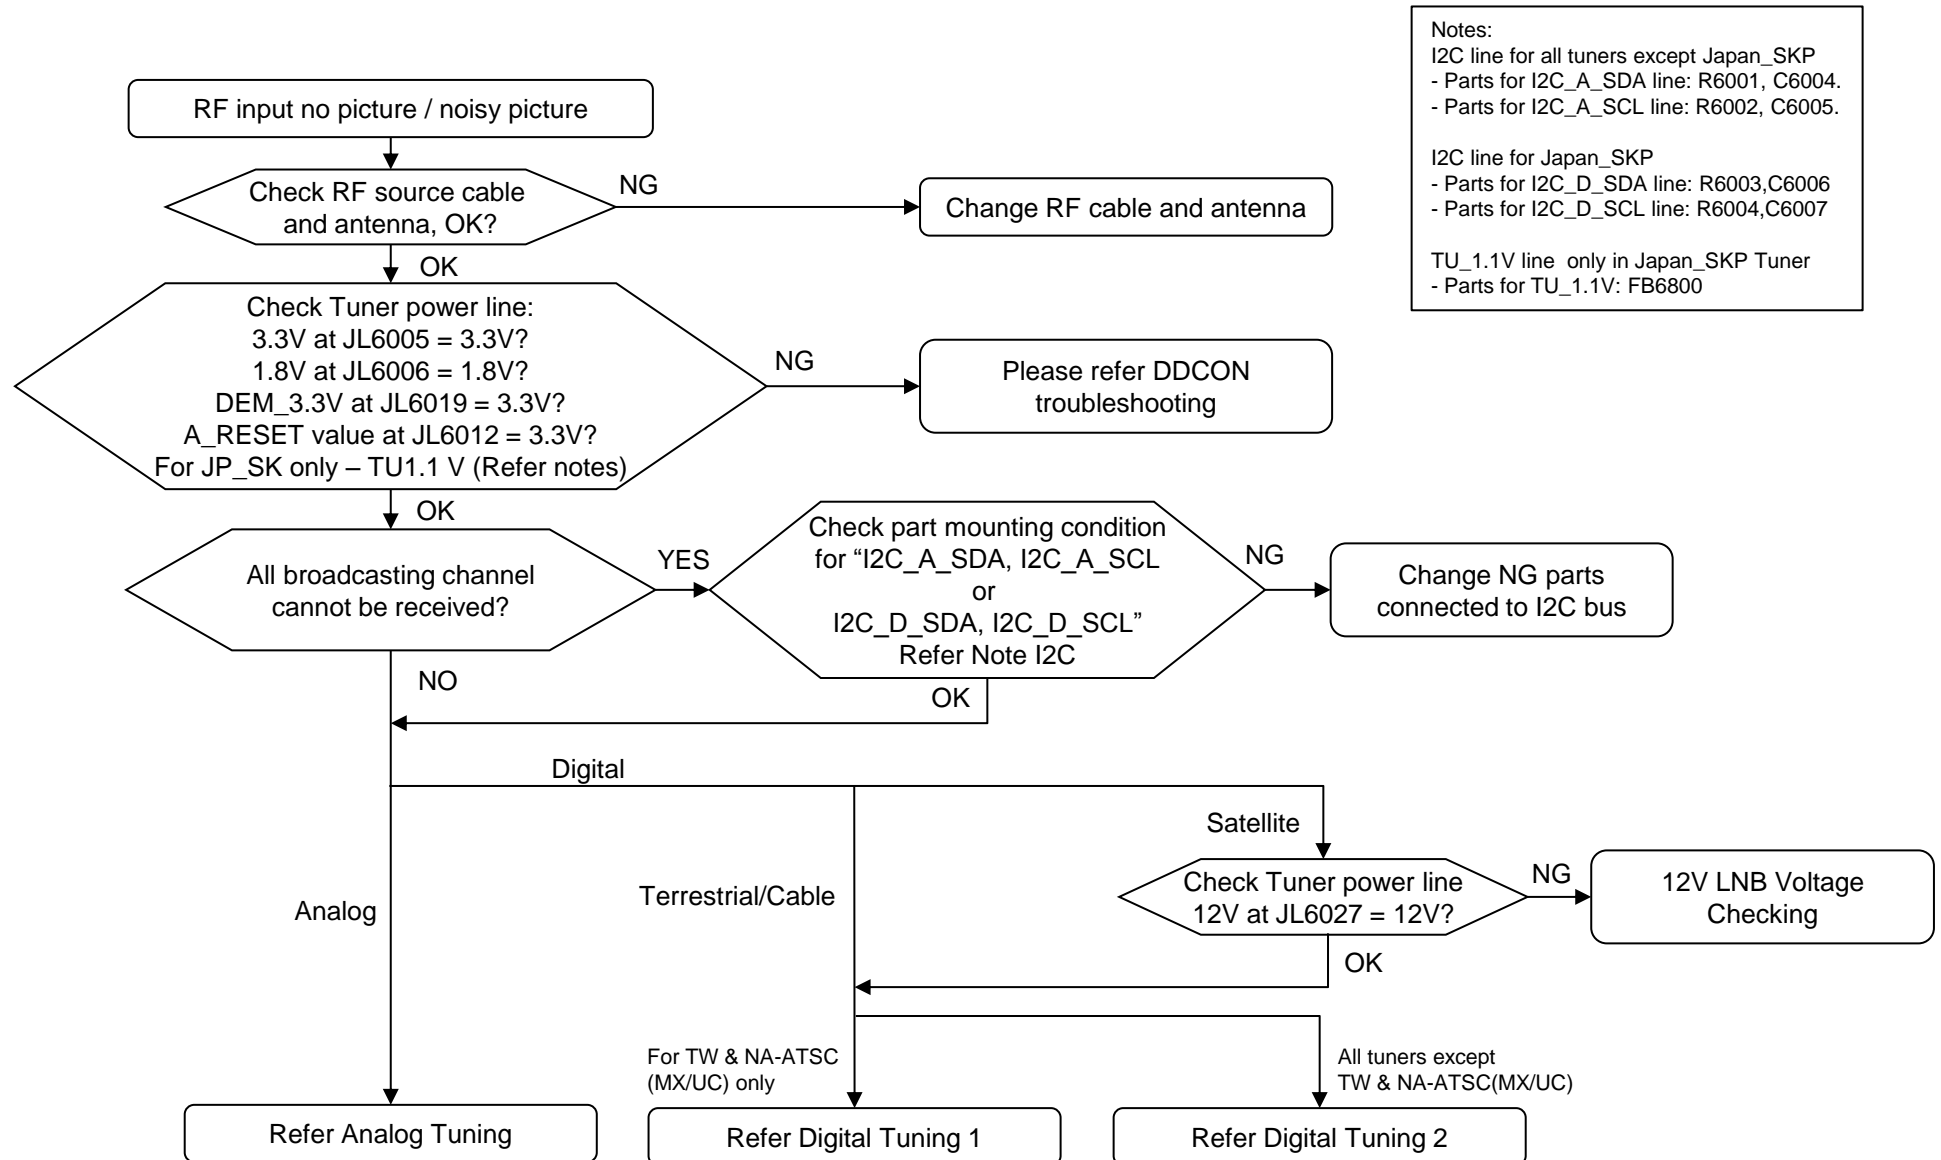 Notes:
I2C line for all tuners except Japan_SKP
- Parts for I2C_A_SDA line: R6001, C6004.
- Parts for I2C_A_SCL line: R6002, C6005.
I2C line for Japan_SKP
- Parts for I2C_D_SDA line: R6003,C6006
- Parts for I2C_D_SCL line: R6004,C6007
TU_1.1V line  only in Japan_SKP Tuner
- Parts for TU_1.1V: FB6800
RF input no picture / noisy picture
Check RF source cable
and antenna, OK?
NG
Change RF cable and antenna
OK
Check Tuner power line:
3.3V at JL6005 = 3.3V?
1.8V at JL6006 = 1.8V?
DEM_3.3V at JL6019 = 3.3V?
A_RESET value at JL6012 = 3.3V?
For JP_SK only – TU1.1 V (Refer notes)
NG
Please refer DDCON
troubleshooting
OK
All broadcasting channel
cannot be received?
YES
Check part mounting condition
for “I2C_A_SDA, I2C_A_SCL
or
I2C_D_SDA, I2C_D_SCL”
Refer Note I2C
NG
Change NG parts
connected to I2C bus
NO
OK
Digital
Satellite
Analog
Terrestrial/Cable
Check Tuner power line
12V at JL6027 = 12V?
NG
12V LNB Voltage
Checking
OK
For TW & NA-ATSC
(MX/UC) only
All tuners except
TW & NA-ATSC(MX/UC)
Refer Analog Tuning
Refer Digital Tuning 1
Refer Digital Tuning 2